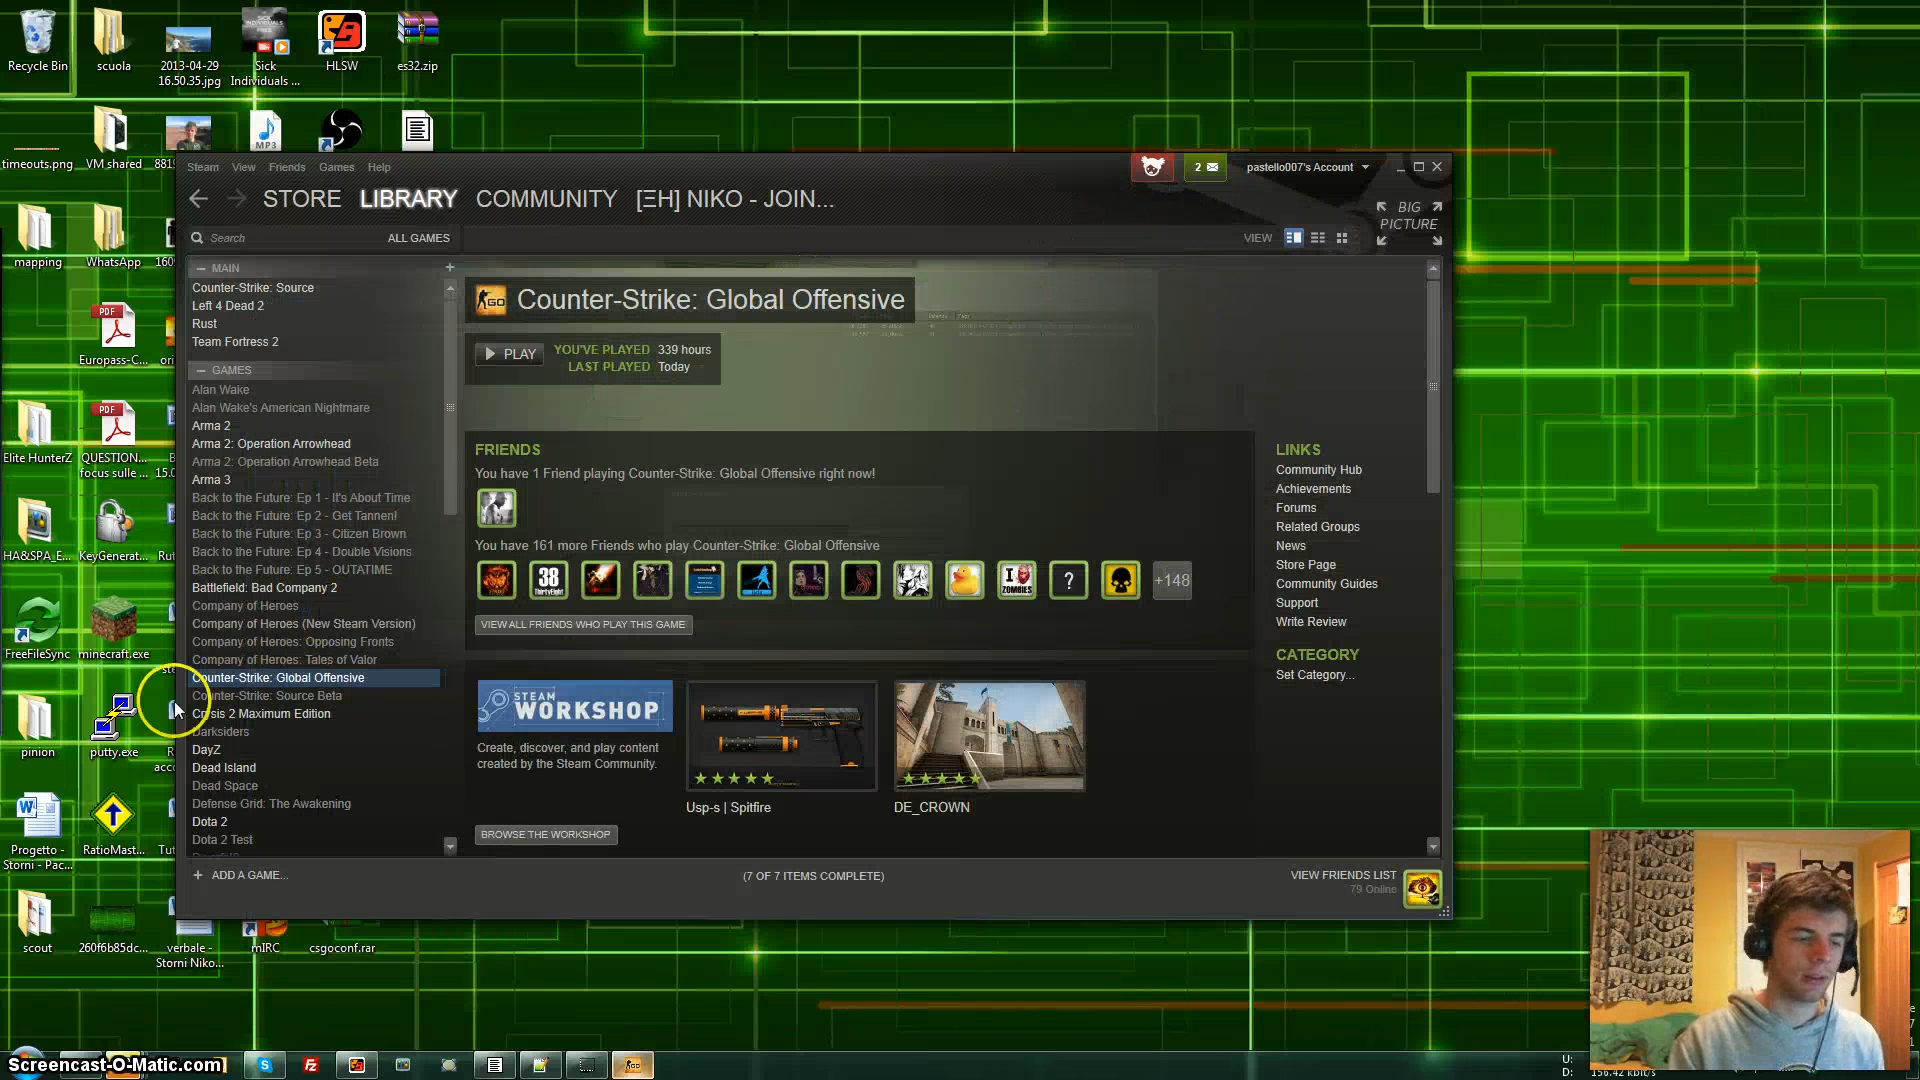 Recycle Bin
scuola
2013-04-29
16.50.35.jpg
Sick
Individuals ...
HLSW
es32.zip
timeouts.png
VM shared
MP3
mapping
WhatsApp
PDF
Europass-C...
Elite HunterZ
PDF
QUESTION...
focus sulle ...
HA&SPA_E...
KeyGenerat...
FreeFileSync
minecraft.exe
pinion
putty.exe
Progetto -
Storni - Pac...
RatioMast...
scout
260f6b85dc...
verbale -
Storni Niko...
mIRC
csgoconf.rar
Steam View Friends Games Help
2
pastello007's Account
STORE LIBRARY COMMUNITY [ΞH] NIKO - JOIN...
BIG
PICTURE
Search
ALL GAMES
VIEW
MAIN
Counter-Strike: Source
Left 4 Dead 2
Rust
Team Fortress 2
GAMES
Alan Wake
Alan Wake's American Nightmare
Arma 2
Arma 2: Operation Arrowhead
Arma 2: Operation Arrowhead Beta
Arma 3
Back to the Future: Ep 1 - It's About Time
Back to the Future: Ep 2 - Get Tannen!
Back to the Future: Ep 3 - Citizen Brown
Back to the Future: Ep 4 - Double Visions
Back to the Future: Ep 5 - OUTATIME
Battlefield: Bad Company 2
Company of Heroes
Company of Heroes (New Steam Version)
Company of Heroes: Opposing Fronts
Company of Heroes: Tales of Valor
Counter-Strike: Global Offensive
Counter-Strike: Source Beta
Crysis 2 Maximum Edition
Darksiders
DayZ
Dead Island
Dead Space
Defense Grid: The Awakening
Dota 2
Dota 2 Test
+ ADD A GAME...
GO
Counter-Strike: Global Offensive
PLAY
YOU'VE PLAYED 339 hours
LAST PLAYED Today
FRIENDS
You have 1 Friend playing Counter-Strike: Global Offensive right now!
You have 161 more Friends who play Counter-Strike: Global Offensive
38
ThirtyEight
I
ZOMBIES
?
+148
VIEW ALL FRIENDS WHO PLAY THIS GAME
STEAM
WORKSHOP
Create, discover, and play content
created by the Steam Community.
Usp-s | Spitfire
DE_CROWN
BROWSE THE WORKSHOP
LINKS
Community Hub
Achievements
Forums
Related Groups
News
Store Page
Community Guides
Support
Write Review
CATEGORY
Set Category...
(7 OF 7 ITEMS COMPLETE)
VIEW FRIENDS LIST
79 Online
Screencast-O-Matic.com
U:
D: 156.42 kbit/s